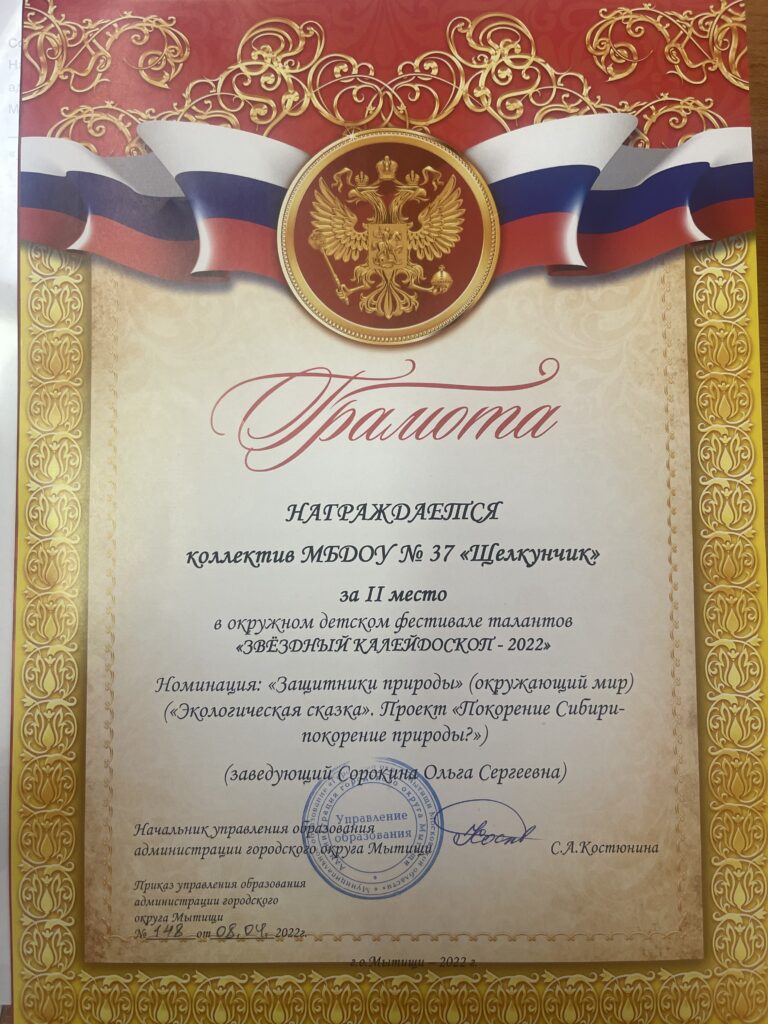 Грамота
НАГРАЖДАЕТСЯ
коллектив МБДОУ № 37 «Щелкунчик»
за II место
в окружном детском фестивале талантов
«ЗВЁЗДНЫЙ КАЛЕЙДОСКОП - 2022»
Номинация: «Защитники природы» (окружающий мир)
(«Экологическая сказка». Проект «Покорение Сибири-
покорение природы?»)
(заведующий Сорокина Ольга Сергеевна)
Управление
образования
Начальник управления образования
администрации городского округа Мытищи
С.А.Костюнина
Приказ управления образования
администрации городского
округа Мытищи
№ 148 от 08.04. 2022г.
г.о.Мытищи – 2022 г.